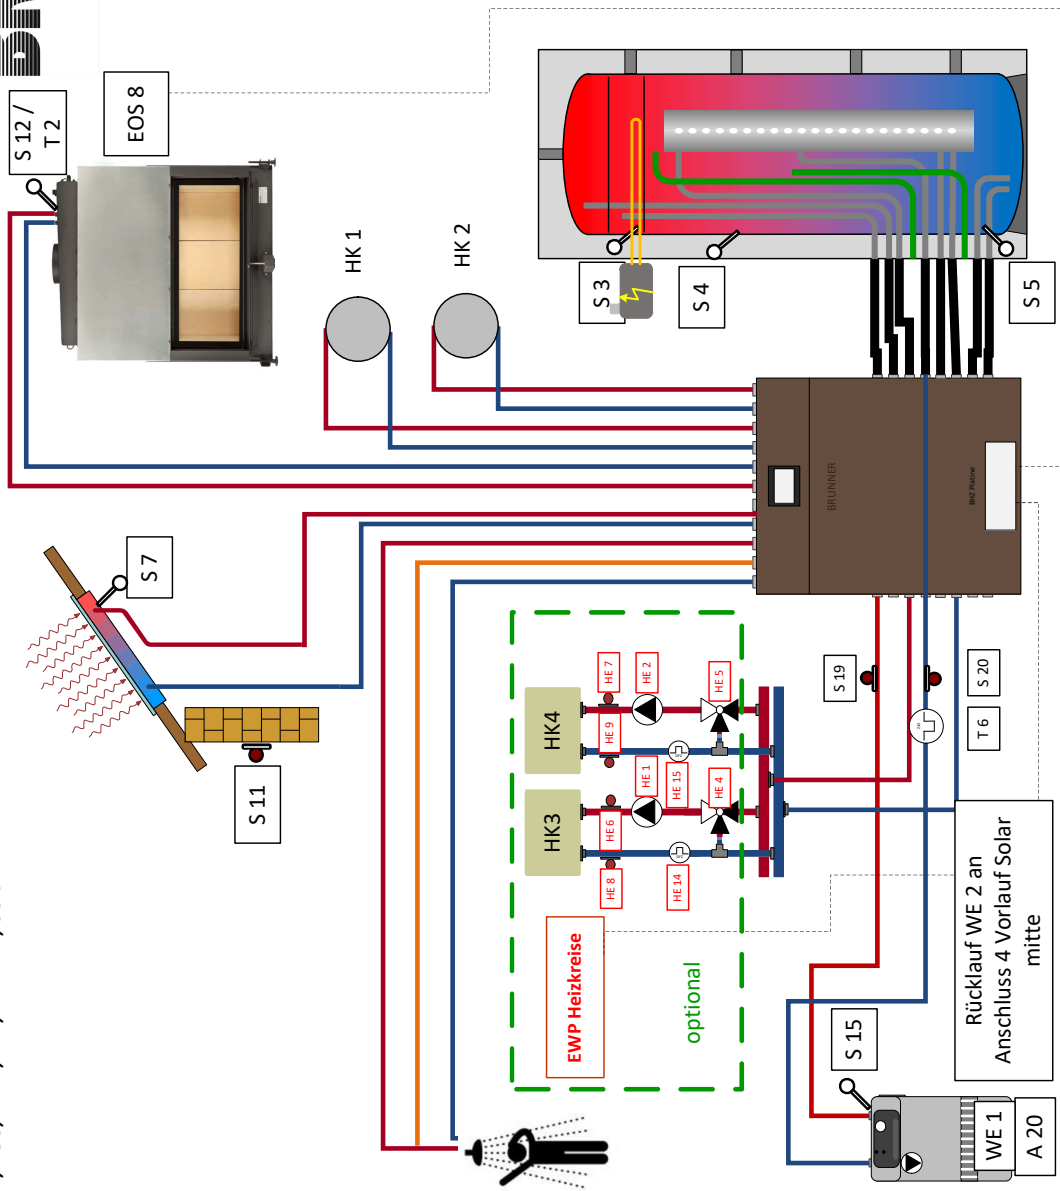 S 12 /
T 2
EOS 8
S 7
S 11
HK 1
HK 2
HK3
HK4
EWP Heizkreise
S 3
HE 8
HE 6
HE 9
HE 7
HE 1
HE 2
HE 14
HE 15
optional
S 4
HE 4
HE 5
BRUNNER
S 19
S 15
BHZ Platine
T 6
S 20
Rücklauf WE 2 an
Anschluss 4 Vorlauf Solar
mitte
WE 1
A 20
S 5